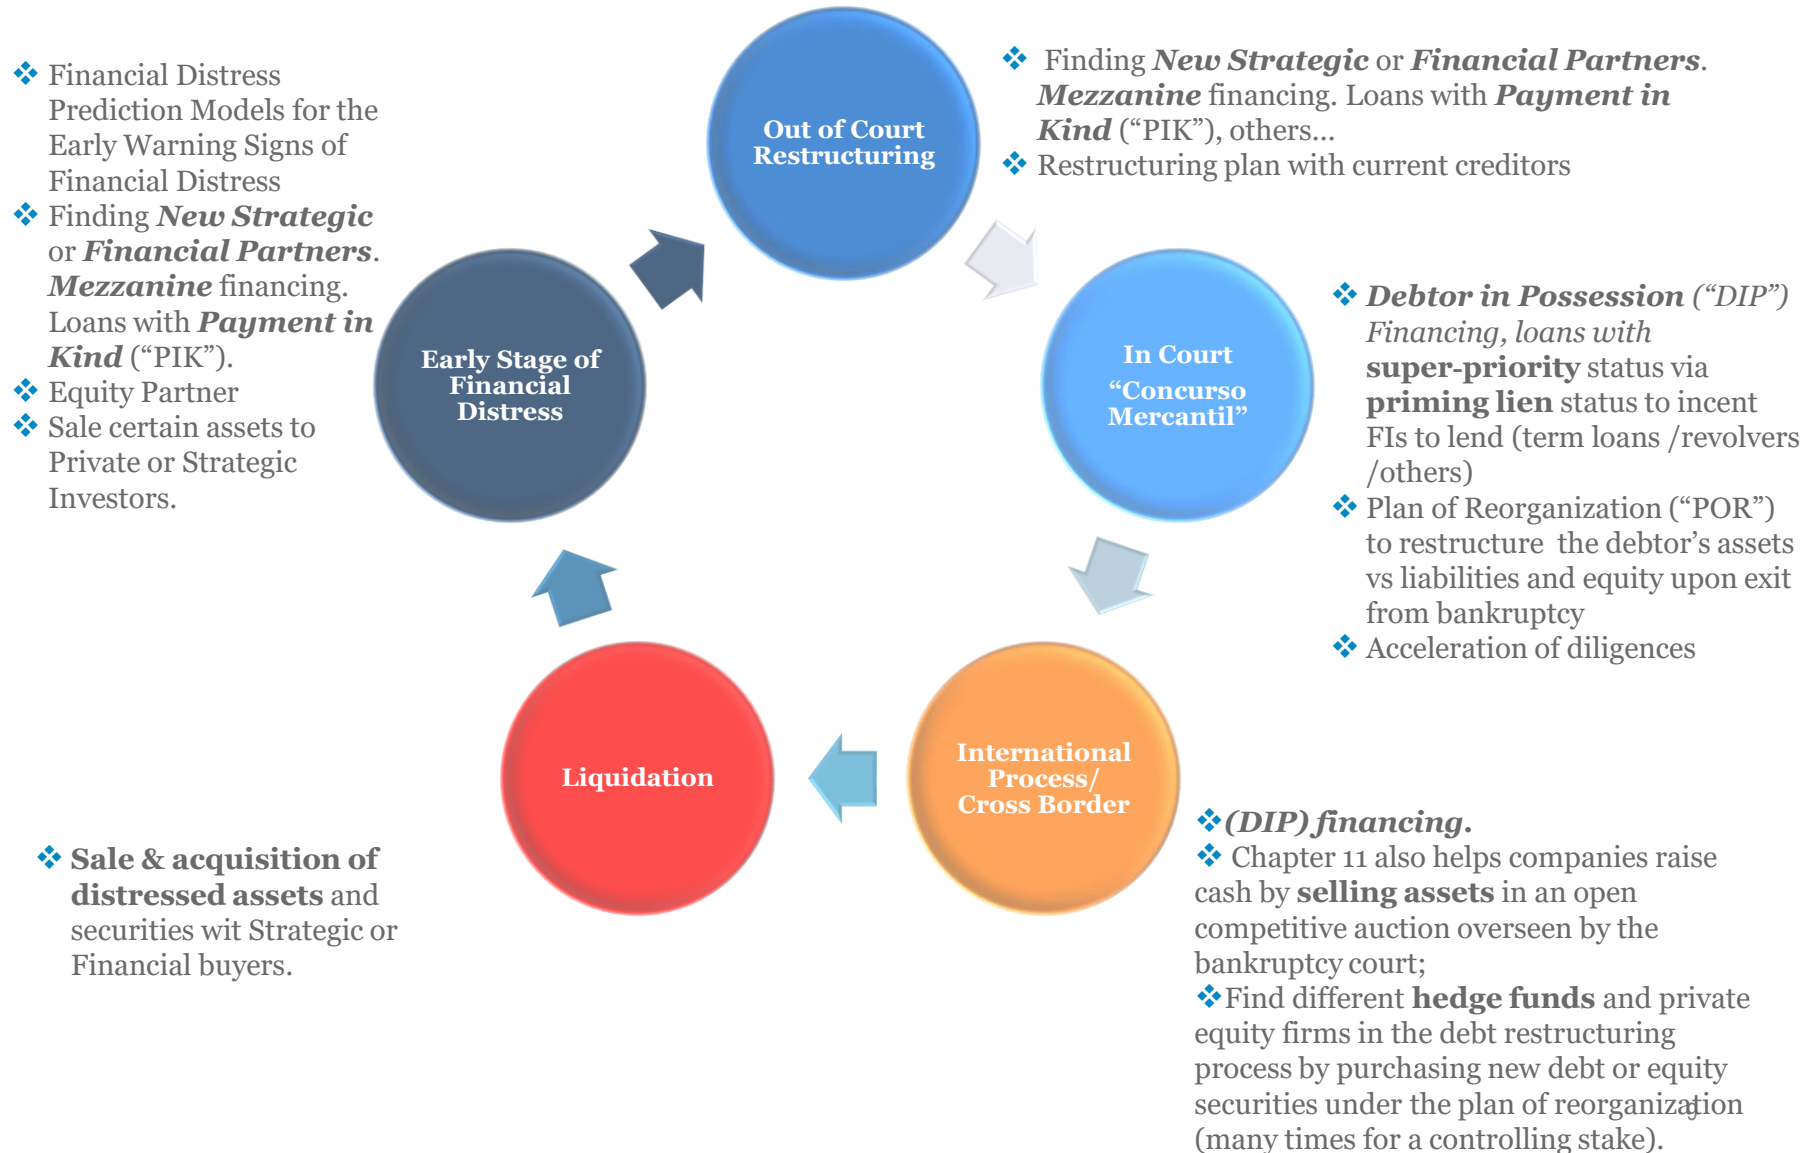 ❖ Financial Distress
Prediction Models for the
Early Warning Signs of
Financial Distress
❖ Finding New Strategic
or Financial Partners.
Mezzanine financing.
Loans with Payment in
Kind (“PIK”).
❖ Equity Partner
❖ Sale certain assets to
Private or Strategic
Investors.
Out of Court
Restructuring
❖ Finding New Strategic or Financial Partners.
Mezzanine financing. Loans with Payment in
Kind (“PIK”), others...
❖ Restructuring plan with current creditors
Early Stage of
Financial
Distress
In Court
“Concurso
Mercantil”
❖ Debtor in Possession (“DIP”)
Financing, loans with
super-priority status via
priming lien status to incent
FIs to lend (term loans /revolvers
/others)
❖ Plan of Reorganization (“POR”)
to restructure the debtor’s assets
vs liabilities and equity upon exit
from bankruptcy
❖ Acceleration of diligences
Liquidation
International
Process/
Cross Border
❖ Sale & acquisition of
distressed assets and
securities wit Strategic or
Financial buyers.
❖(DIP) financing.
❖ Chapter 11 also helps companies raise
cash by selling assets in an open
competitive auction overseen by the
bankruptcy court;
❖Find different hedge funds and private
equity firms in the debt restructuring
process by purchasing new debt or equity
securities under the plan of reorganization
(many times for a controlling stake).
9